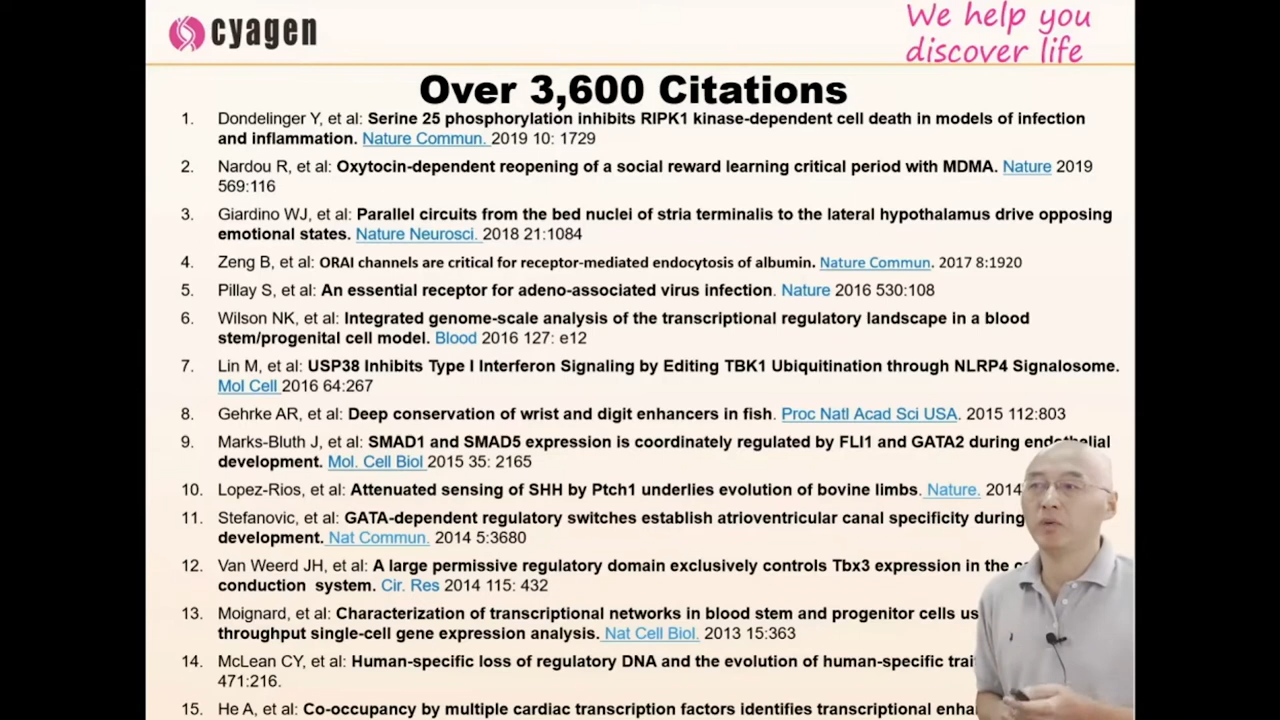 cyagen
We help you
discover life
Over 3,600 Citations
1. Dondelinger Y, et al: Serine 25 phosphorylation inhibits RIPK1 kinase-dependent cell death in models of infection
and inflammation. Nature Commun. 2019 10: 1729
2. Nardou R, et al: Oxytocin-dependent reopening of a social reward learning critical period with MDMA. Nature 2019
569:116
3. Giardino WJ, et al: Parallel circuits from the bed nuclei of stria terminalis to the lateral hypothalamus drive opposing
emotional states. Nature Neurosci. 2018 21:1084
4. Zeng B, et al: ORAI channels are critical for receptor-mediated endocytosis of albumin. Nature Commun. 2017 8:1920
5. Pillay S, et al: An essential receptor for adeno-associated virus infection. Nature 2016 530:108
6. Wilson NK, et al: Integrated genome-scale analysis of the transcriptional regulatory landscape in a blood
stem/progenital cell model. Blood 2016 127: e12
7. Lin M, et al: USP38 Inhibits Type I Interferon Signaling by Editing TBK1 Ubiquitination through NLRP4 Signalosome.
Mol Cell 2016 64:267
8. Gehrke AR, et al: Deep conservation of wrist and digit enhancers in fish. Proc Natl Acad Sci USA. 2015 112:803
9. Marks-Bluth J, et al: SMAD1 and SMAD5 expression is coordinately regulated by FLI1 and GATA2 during endothelial
development. Mol. Cell Biol 2015 35: 2165
10. Lopez-Rios, et al: Attenuated sensing of SHH by Ptch1 underlies evolution of bovine limbs. Nature. 2014
11. Stefanovic, et al: GATA-dependent regulatory switches establish atrioventricular canal specificity during
development. Nat Commun. 2014 5:3680
12. Van Weerd JH, et al: A large permissive regulatory domain exclusively controls Tbx3 expression in the
conduction system. Cir. Res 2014 115: 432
13. Moignard, et al: Characterization of transcriptional networks in blood stem and progenitor cells
throughput single-cell gene expression analysis. Nat Cell Biol. 2013 15:363
14. McLean CY, et al: Human-specific loss of regulatory DNA and the evolution of human-specific
471:216.
15. He A, et al: Co-occupancy by multiple cardiac transcription factors identifies transcriptional